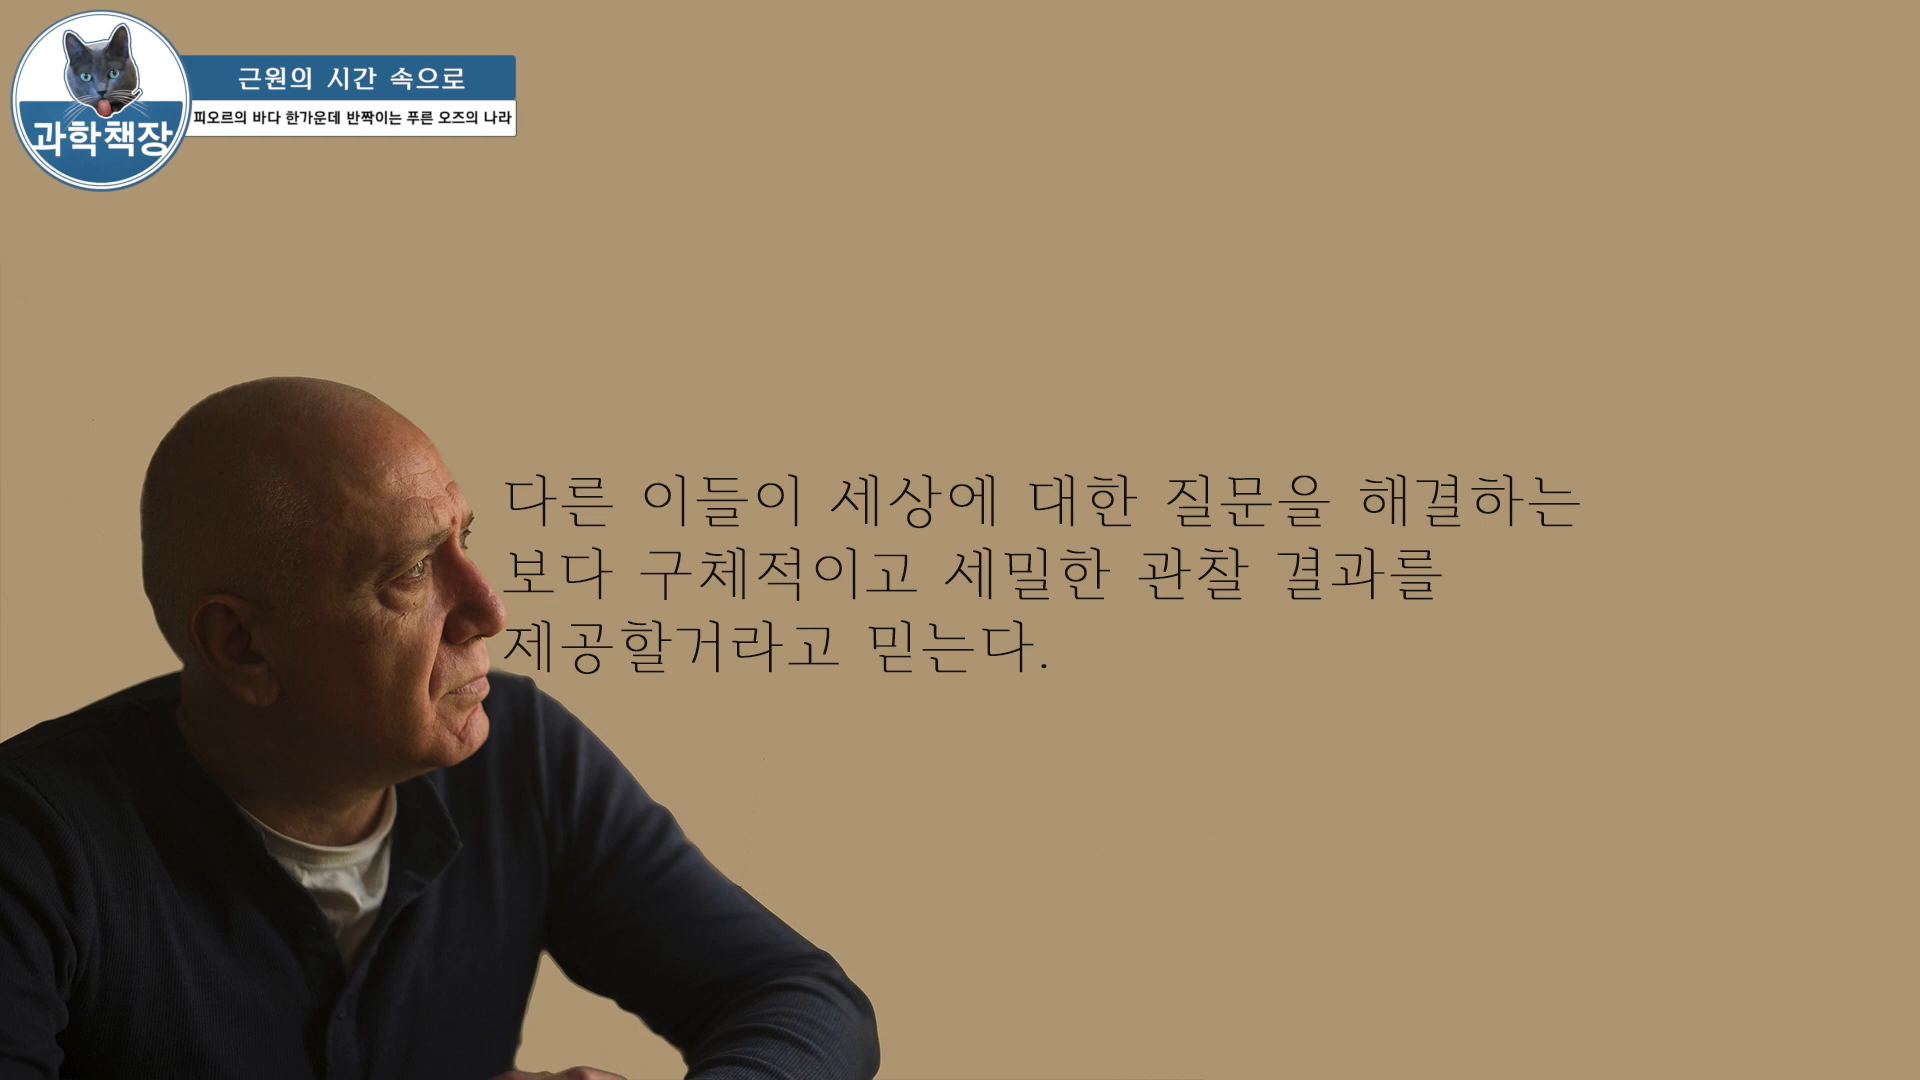 근원의 시간 속으로
피오르의 바다 한가운데 반짝이는 푸른 오즈의 나라
과학책장
다른 이들이 세상에 대한 질문을 해결하는
보다 구체적이고 세밀한 관찰 결과를
제공할거라고 믿는다.